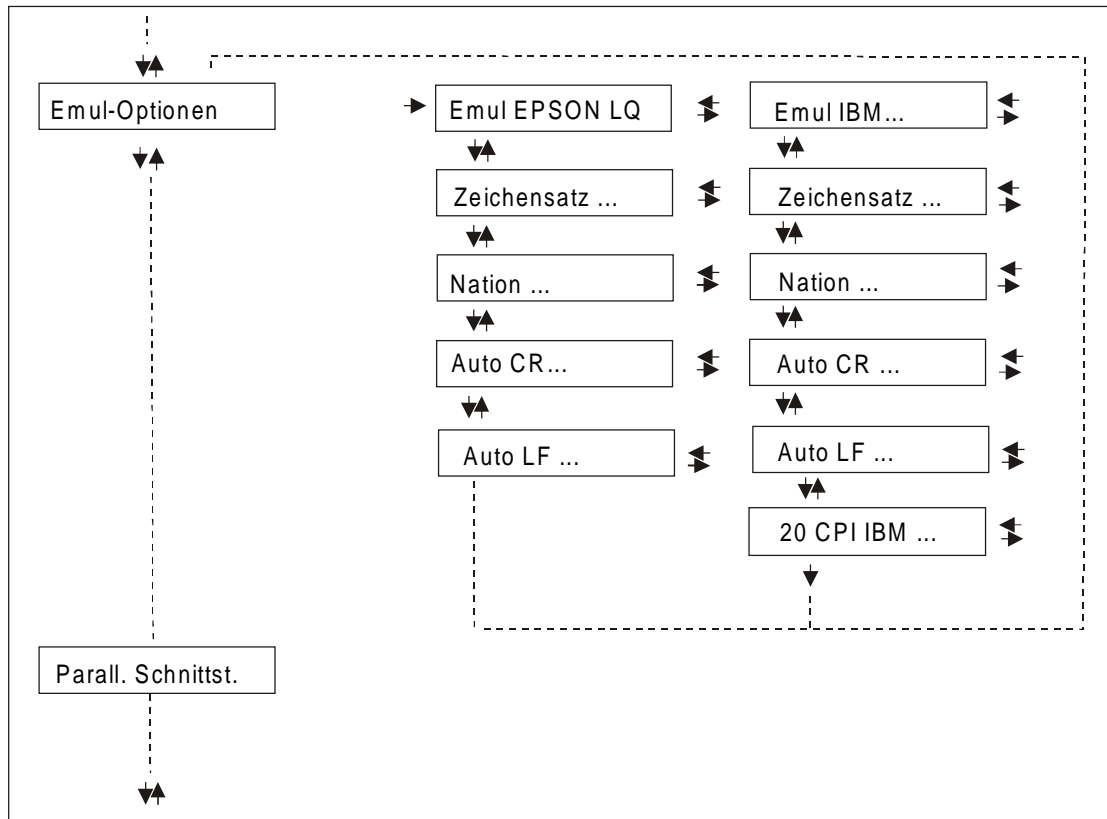 Emul-Optionen
Emul EPSON LQ
Emul IBM...
Zeichensatz ...
Zeichensatz ...
Nation ...
Nation ...
Auto CR...
Auto CR ...
Auto LF ...
Auto LF ...
20 CPI IBM ...
Parall. Schnittst.